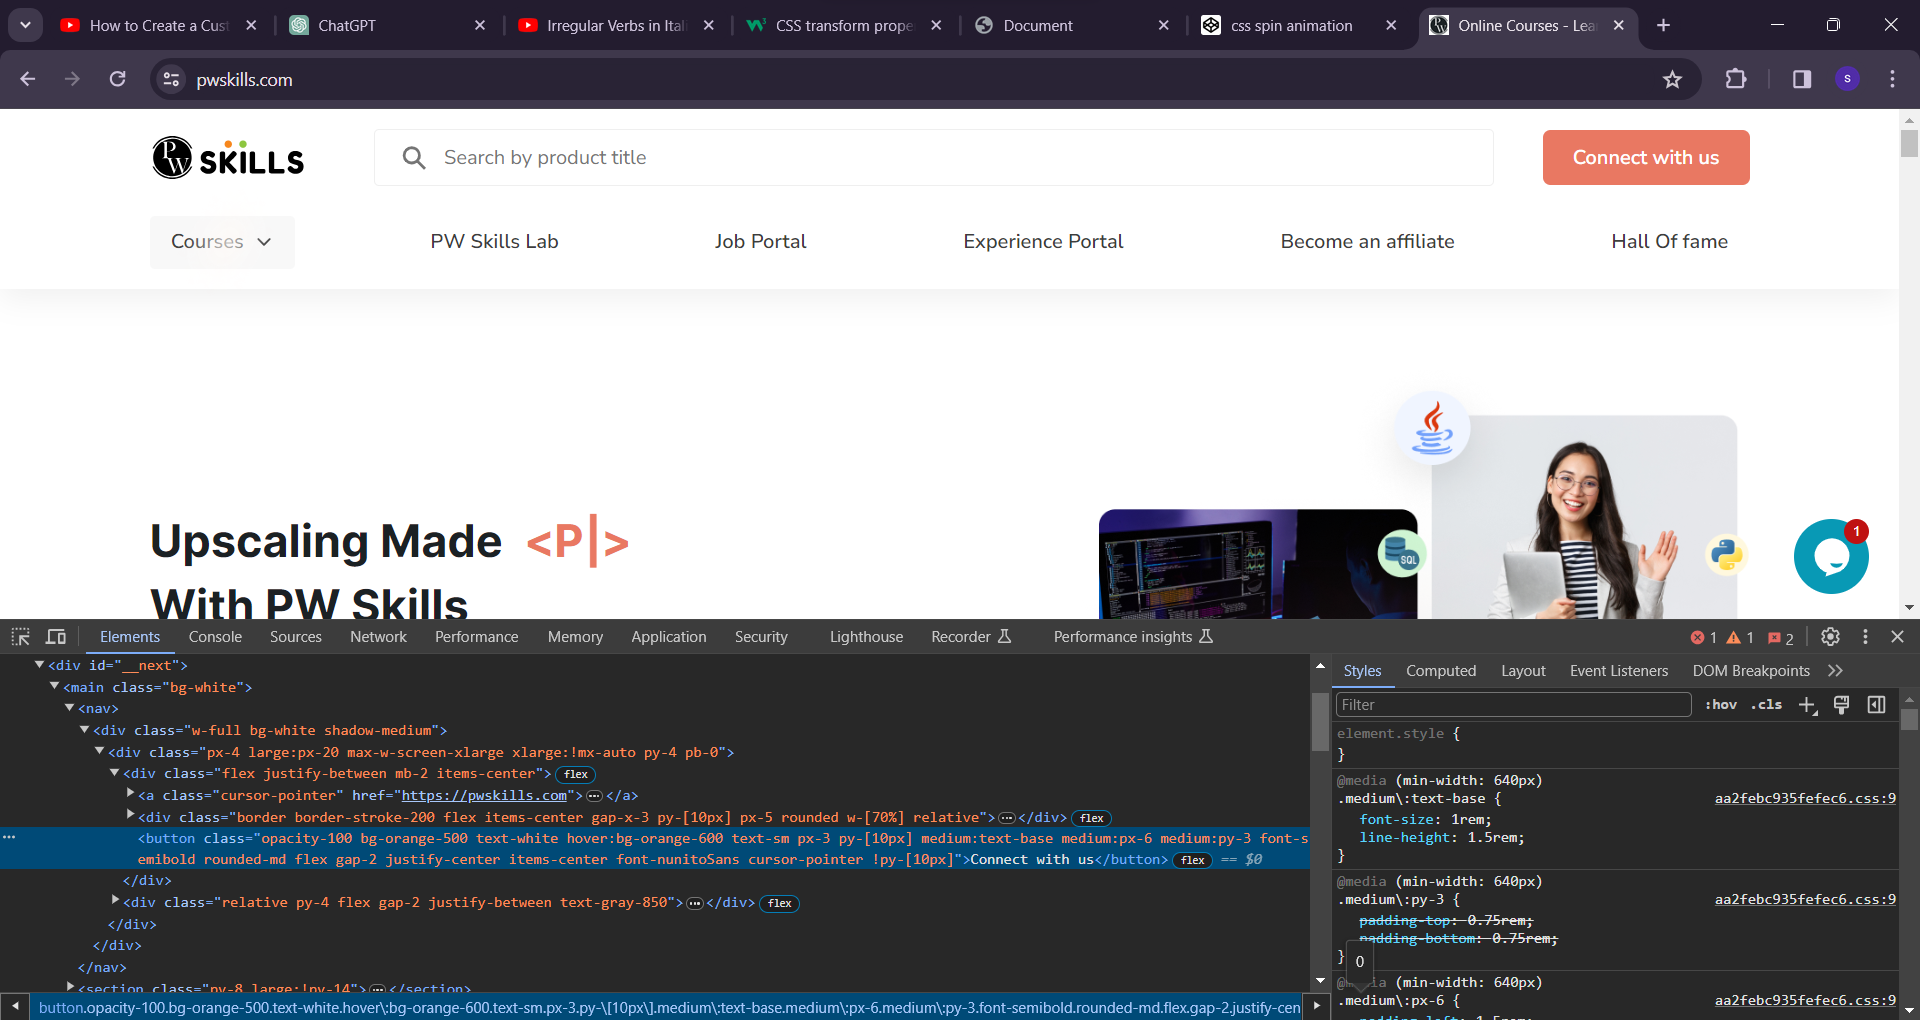 How to Create a Cust
ChatGPT
Irregular Verbs in Itali
CSS transform prope
Document
css spin animation
Online Courses - Lea
pwskills.com
S
PW SKILLS
Search by product title
Connect with us
Courses
PW Skills Lab
Job Portal
Experience Portal
Become an affiliate
Hall Of fame
Upscaling Made <P|>
With PW Skills
SQL
1
Elements Console Sources Network Performance Memory Application Security Lighthouse Recorder Performance insights
1 1 2
<div id="__next">
<main class="bg-white">
<nav>
<div class="w-full bg-white shadow-medium">
<div class="px-4 large:px-20 max-w-screen-xlarge xlarge:!mx-auto py-4 pb-0">
<div class="flex justify-between mb-2 items-center"> flex
<a class="cursor-pointer" href="https://pwskills.com">…</a>
<div class="border border-stroke-200 flex items-center gap-x-3 py-[10px] px-5 rounded w-[70%] relative">…</div> flex
… <button class="opacity-100 bg-orange-500 text-white hover:bg-orange-600 text-sm px-3 py-[10px] medium:text-base medium:px-6 medium:py-3 font-s
emibold rounded-md flex gap-2 justify-center items-center font-nunitoSans cursor-pointer !py-[10px]">Connect with us</button> flex == $0
</div>
<div class="relative py-4 flex gap-2 justify-between text-gray-850">…</div> flex
</div>
</div>
</nav>
<section class="py-8 large:!py-14">…</section>
button.opacity-100.bg-orange-500.text-white.hover\:bg-orange-600.text-sm.px-3.py-\[10px\].medium\:text-base.medium\:px-6.medium\:py-3.font-semibold.rounded-md.flex.gap-2.justify-cen
Styles Computed Layout Event Listeners DOM Breakpoints
Filter
:hov .cls
element.style {
}
@media (min-width: 640px)
.medium\:text-base { aa2febc935fefec6.css:9
font-size: 1rem;
line-height: 1.5rem;
}
@media (min-width: 640px)
.medium\:py-3 { aa2febc935fefec6.css:9
padding-top: 0.75rem;
padding-bottom: 0.75rem;
}
0
(min-width: 640px)
.medium\:px-6 { aa2febc935fefec6.css:9
padding-left: 1.5rem;